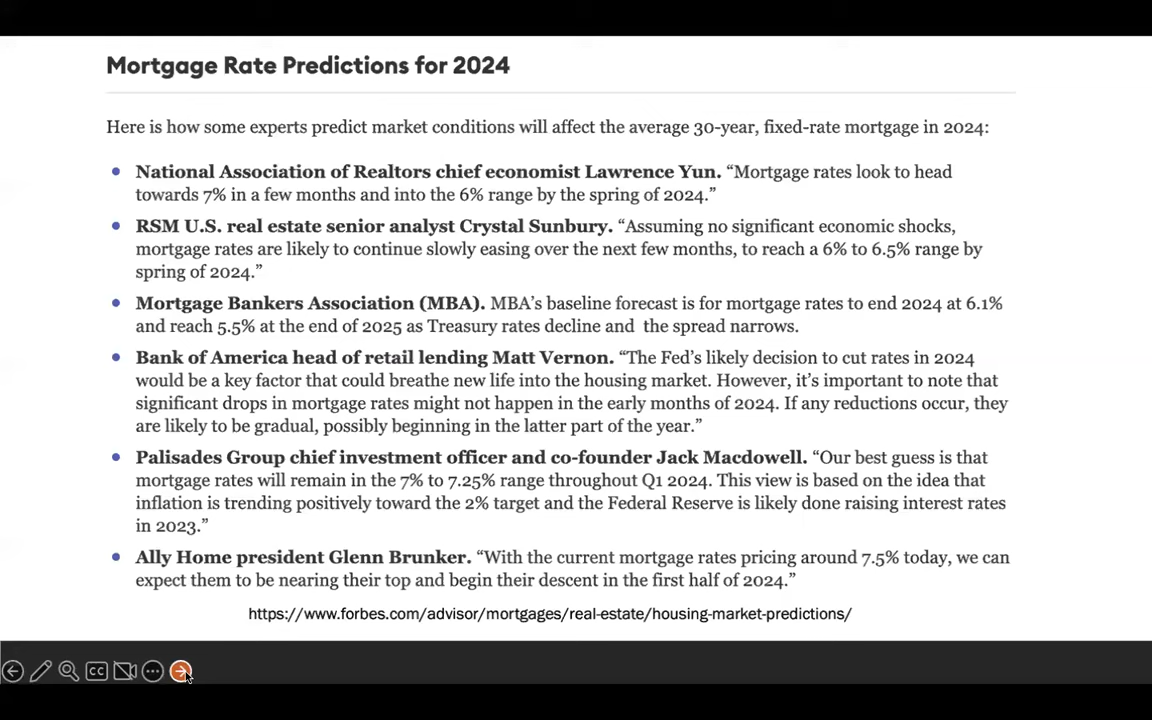 Mortgage Rate Predictions for 2024
Here is how some experts predict market conditions will affect the average 30-year, fixed-rate mortgage in 2024:
• National Association of Realtors chief economist Lawrence Yun. “Mortgage rates look to head
towards 7% in a few months and into the 6% range by the spring of 2024.”
• RSM U.S. real estate senior analyst Crystal Sunbury. “Assuming no significant economic shocks,
mortgage rates are likely to continue slowly easing over the next few months, to reach a 6% to 6.5% range by
spring of 2024.”
• Mortgage Bankers Association (MBA). MBA’s baseline forecast is for mortgage rates to end 2024 at 6.1%
and reach 5.5% at the end of 2025 as Treasury rates decline and  the spread narrows.
• Bank of America head of retail lending Matt Vernon. “The Fed’s likely decision to cut rates in 2024
would be a key factor that could breathe new life into the housing market. However, it’s important to note that
significant drops in mortgage rates might not happen in the early months of 2024. If any reductions occur, they
are likely to be gradual, possibly beginning in the latter part of the year.”
• Palisades Group chief investment officer and co-founder Jack Macdowell. “Our best guess is that
mortgage rates will remain in the 7% to 7.25% range throughout Q1 2024. This view is based on the idea that
inflation is trending positively toward the 2% target and the Federal Reserve is likely done raising interest rates
in 2023.”
• Ally Home president Glenn Brunker. “With the current mortgage rates pricing around 7.5% today, we can
expect them to be nearing their top and begin their descent in the first half of 2024.”
https://www.forbes.com/advisor/mortgages/real-estate/housing-market-predictions/
CC